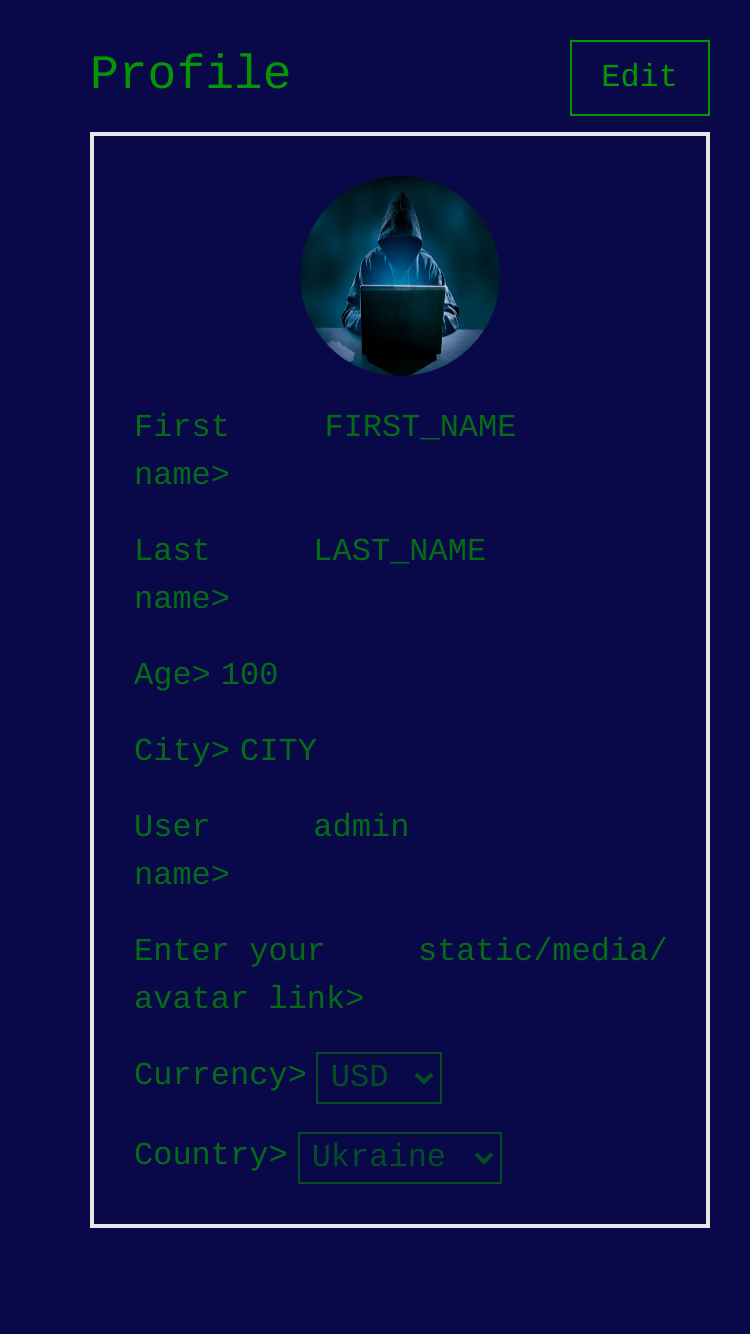 Profile
Edit
First FIRST_NAME
name>
Last LAST_NAME
name>
Age> 100
City> CITY
User admin
name>
Enter your static/media/
avatar link>
Currency> USD
Country> Ukraine